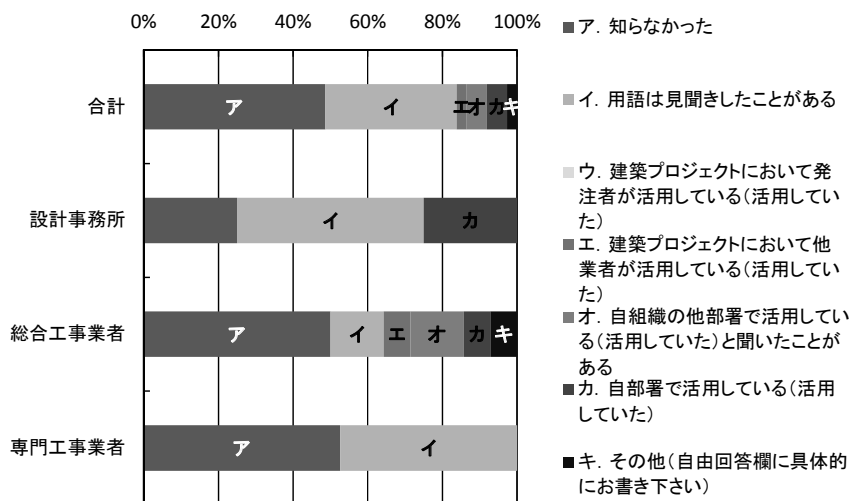 0% 20% 40% 60% 80% 100%
合計
ア イ エ オ カ キ
設計事務所
イ カ
総合工事業者
ア イ エ オ カ キ
専門工事業者
ア イ
■ア．知らなかった
■イ．用語は見聞きしたことがある
■ウ．建築プロジェクトにおいて発
注者が活用している（活用してい
た）
■エ．建築プロジェクトにおいて他
業者が活用している（活用してい
た）
■オ．自組織の他部署で活用してい
る（活用していた）と聞いたことが
ある
■カ．自部署で活用している（活用
していた）
■キ．その他（自由回答欄に具体的
にお書き下さい）